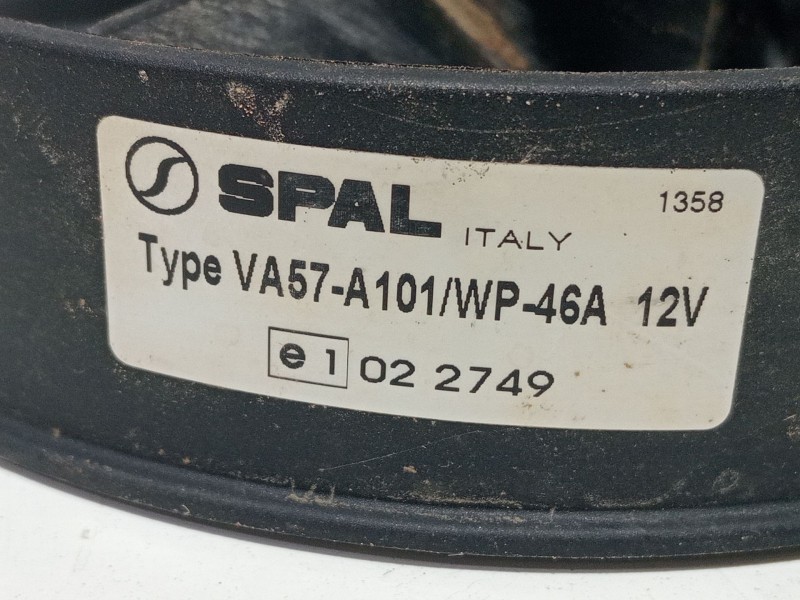 SPAL ITALY 1358
Type VA57-A101/WP-46A 12V
e 1 02 2749